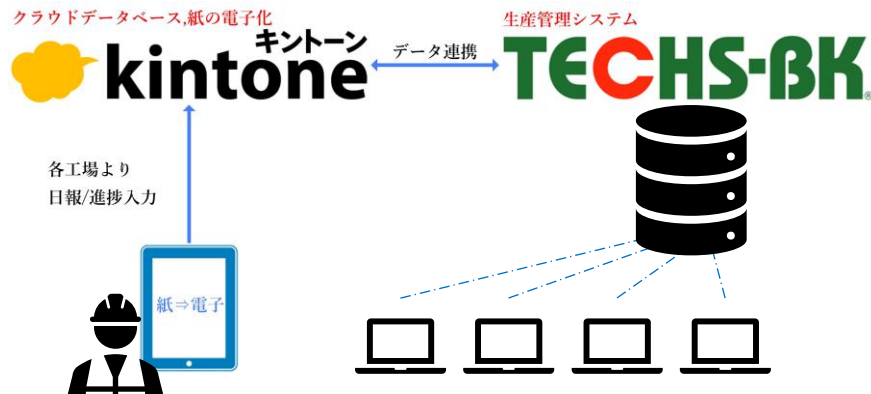 クラウドデータベース,紙の電子化
キントーン
kintone
データ連携
生産管理システム
TECHS-BK®
各工場より
日報/進捗入力
紙⇒電子